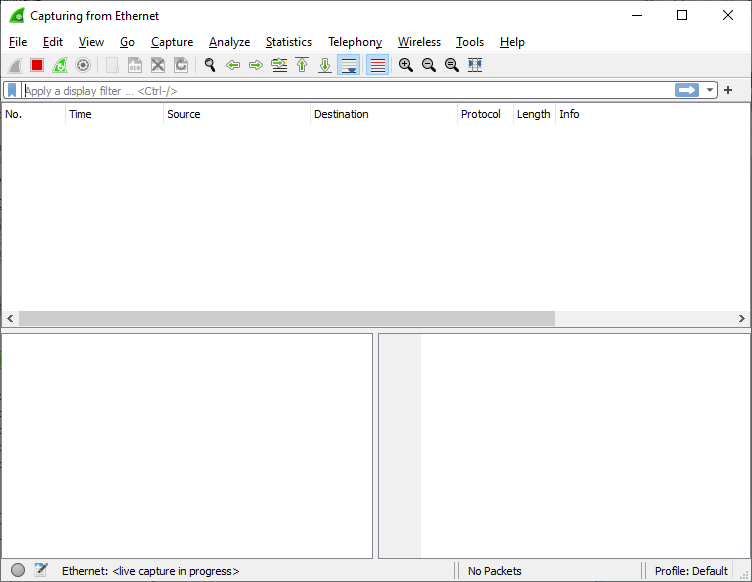 Capturing from Ethernet
File Edit View Go Capture Analyze Statistics Telephony Wireless Tools Help
Apply a display filter ... <Ctrl-/>
No. Time Source Destination Protocol Length Info
Ethernet: <live capture in progress> No Packets Profile: Default